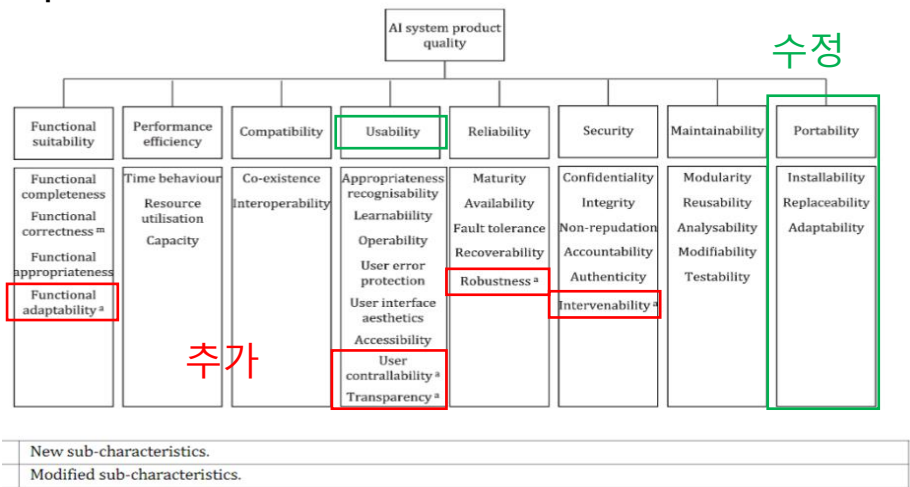 AI system product
quality
수정
Functional
suitability
Performance
efficiency
Compatibility
Usability
Reliability
Security
Maintainability
Portability
Functional
completeness
Functional
correctness ᵐ
Functional
appropriateness
Functional
adaptability ᵃ
Time behaviour
Resource
utilisation
Capacity
Co-existence
Interoperability
Appropriateness
recognisability
Learnabiility
Operability
User error
protection
User interface
aesthetics
Accessibility
User
contrallability ᵃ
Transparency ᵃ
Maturity
Availability
Fault tolerance
Recoverability
Robustness ᵃ
Confidentiality
Integrity
Non-repudation
Accountability
Authenticity
Intervenability ᵃ
Modularity
Reusability
Analysability
Modifiability
Testability
Installability
Replaceability
Adaptability
추가
New sub-characteristics.
Modified sub-characteristics.